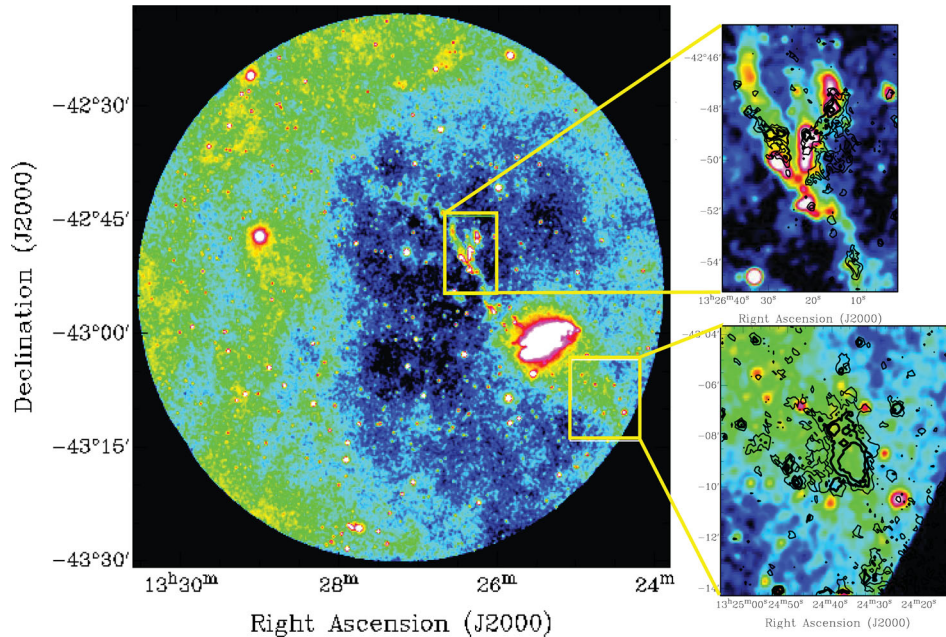 −42°30′
−42°45′
−43°00′
−43°15′
−43°30′
Declination (J2000)
13ʰ30ᵐ 28ᵐ 26ᵐ 24ᵐ
Right Ascension (J2000)
−42°46′
−48′
−50′
−52′
−54′
13ʰ26ᵐ40ˢ 30ˢ 20ˢ 10ˢ
Right Ascension (J2000)
−43°04′
−06′
−08′
−10′
−12′
−14′
13ʰ25ᵐ00ˢ 24ᵐ50ˢ 24ᵐ40ˢ 24ᵐ30ˢ 24ᵐ20ˢ
Right Ascension (J2000)